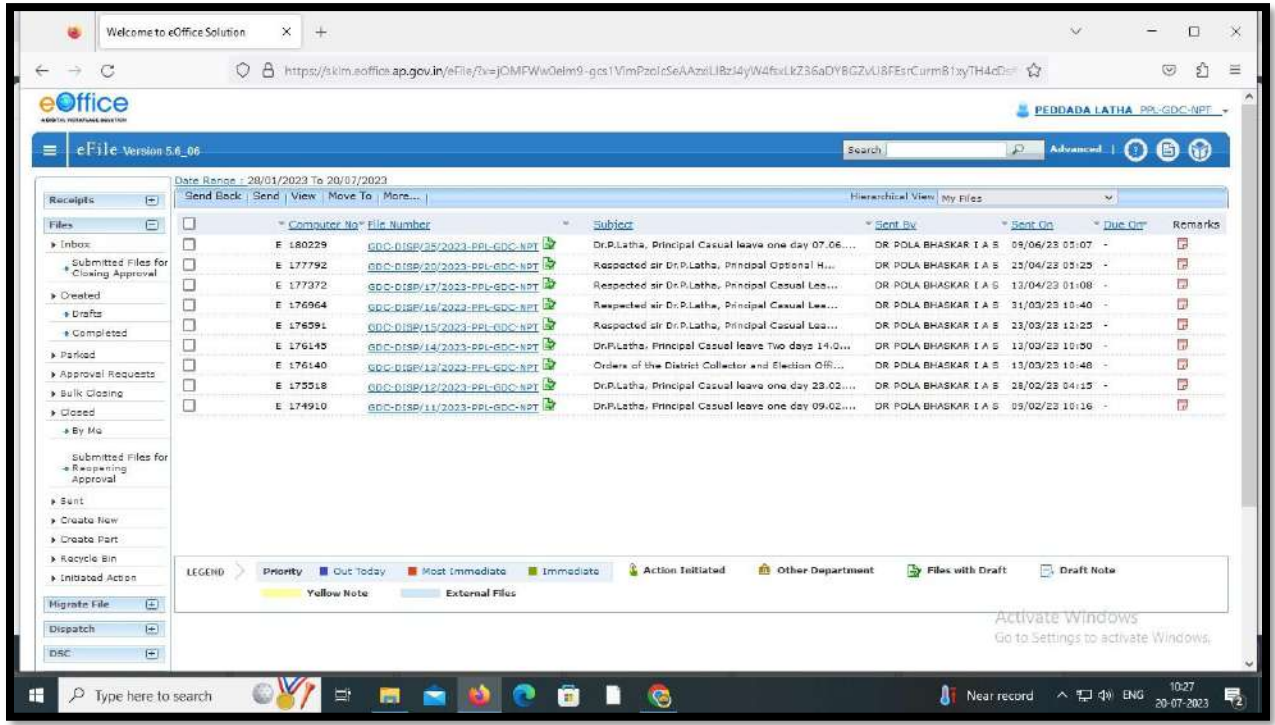 Welcome to eOffice Solution
eOffice
A DIGITAL WORKPLACE SOLUTION
PEDDADA LATHA PPL-GDC-NPT
eFile Version 5.6_06
Search
Advanced
Date Range : 28/01/2023 To 20/07/2023
Send Back | Send | View | Move To | More... |
Hierarchical View My Files
Receipts
Files
Inbox
Submitted Files for Closing Approval
Created
Drafts
Completed
Parked
Approval Requests
Bulk Closing
Closed
By Me
Submitted Files for Reopening Approval
Sent
Create New
Create Part
Recycle Bin
Initiated Action
Migrate File
Dispatch
DSC
Computer No File Number Subject Sent By Sent On Due On Remarks
E 180229 GDC-DISP/25/2023-PPL-GDC-NPT Dr.P.Latha, Principal Casual leave one day 07.06.... DR POLA BHASKAR I A S 09/06/23 05:07 -
E 177792 GDC-DISP/20/2023-PPL-GDC-NPT Respected sir Dr.P.Latha, Principal Optional H... DR POLA BHASKAR I A S 25/04/23 05:25 -
E 177372 GDC-DISP/17/2023-PPL-GDC-NPT Respected sir Dr.P.Latha, Principal Casual Lea... DR POLA BHASKAR I A S 13/04/23 01:08 -
E 176964 GDC-DISP/16/2023-PPL-GDC-NPT Respected sir Dr.P.Latha, Principal Casual Lea... DR POLA BHASKAR I A S 31/03/23 10:40 -
E 176591 GDC-DISP/15/2023-PPL-GDC-NPT Respected sir Dr.P.Latha, Principal Casual Lea... DR POLA BHASKAR I A S 23/03/23 12:25 -
E 176145 GDC-DISP/14/2023-PPL-GDC-NPT Dr.P.Latha, Principal Casual leave Two days 14.0... DR POLA BHASKAR I A S 13/03/23 10:50 -
E 176140 GDC-DISP/13/2023-PPL-GDC-NPT Orders of the District Collector and Election Offi... DR POLA BHASKAR I A S 13/03/23 10:48 -
E 175518 GDC-DISP/12/2023-PPL-GDC-NPT Dr.P.Latha, Principal Casual leave one day 23.02.... DR POLA BHASKAR I A S 28/02/23 04:15 -
E 174910 GDC-DISP/11/2023-PPL-GDC-NPT Dr.P.Latha, Principal Casual leave one day 09.02.... DR POLA BHASKAR I A S 09/02/23 10:16 -
LEGEND Priority Out Today Most Immediate Immediate Action Initiated Other Department Files with Draft Draft Note
Yellow Note External Files
Activate Windows
Go to Settings to activate Windows.
Type here to search
Near record
ENG
10:27
20-07-2023